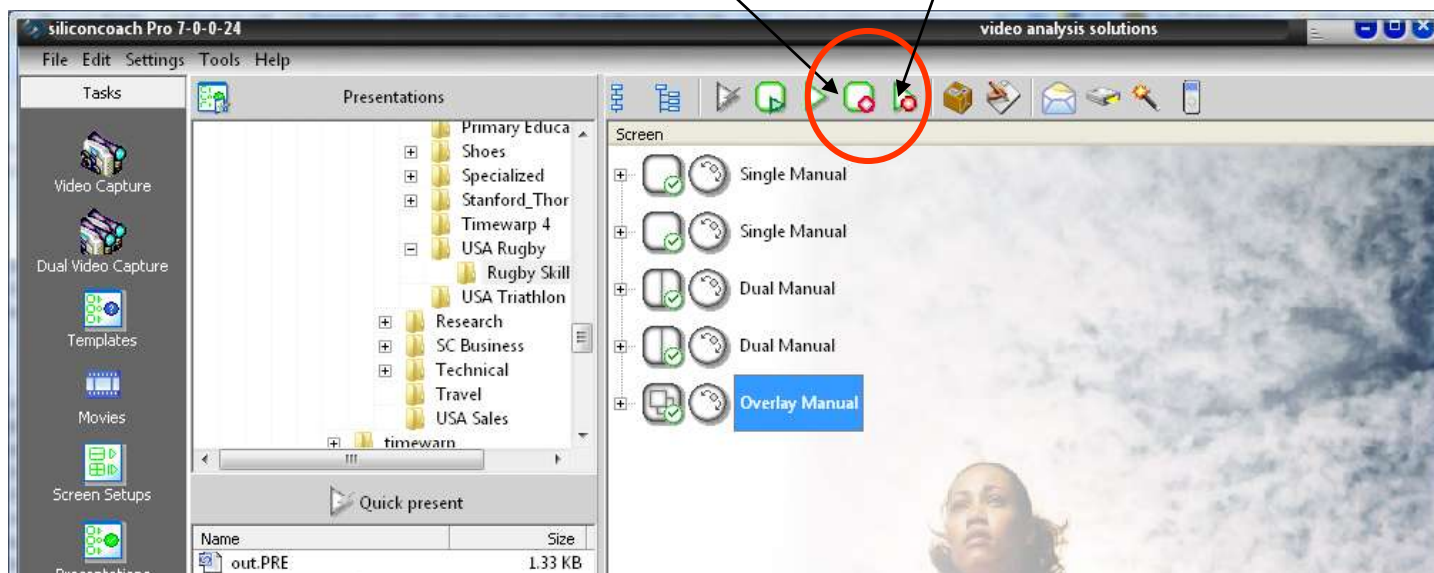 siliconcoach Pro 7-0-0-24
video analysis solutions
File Edit Settings Tools Help
Tasks
Presentations
Video Capture
Dual Video Capture
Templates
Movies
Screen Setups
Presentations
Primary Educa
Shoes
Specialized
Stanford_Thor
Timewarp 4
USA Rugby
Rugby Skill
USA Triathlon
Research
SC Business
Technical
Travel
USA Sales
timewarp
Quick present
Name Size
out.PRE 1.33 KB
Screen
Single Manual
Single Manual
Dual Manual
Dual Manual
Overlay Manual